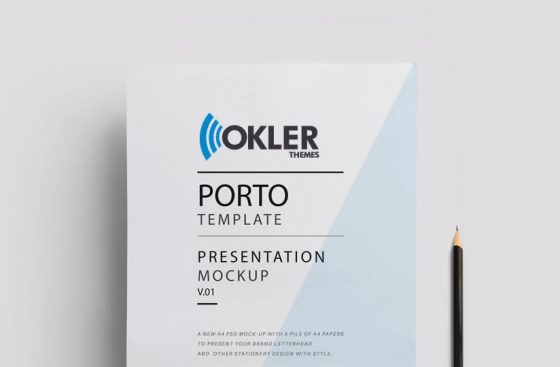 OKLER
THEMES
PORTO
TEMPLATE
PRESENTATION
MOCKUP
V.01
A NEW A4 PSD MOCK-UP WITH A PILE OF A4 PAPERS
TO PRESENT YOUR BRAND LETTERHEAD
AND OTHER STATIONERY DESIGN WITH STYLE,